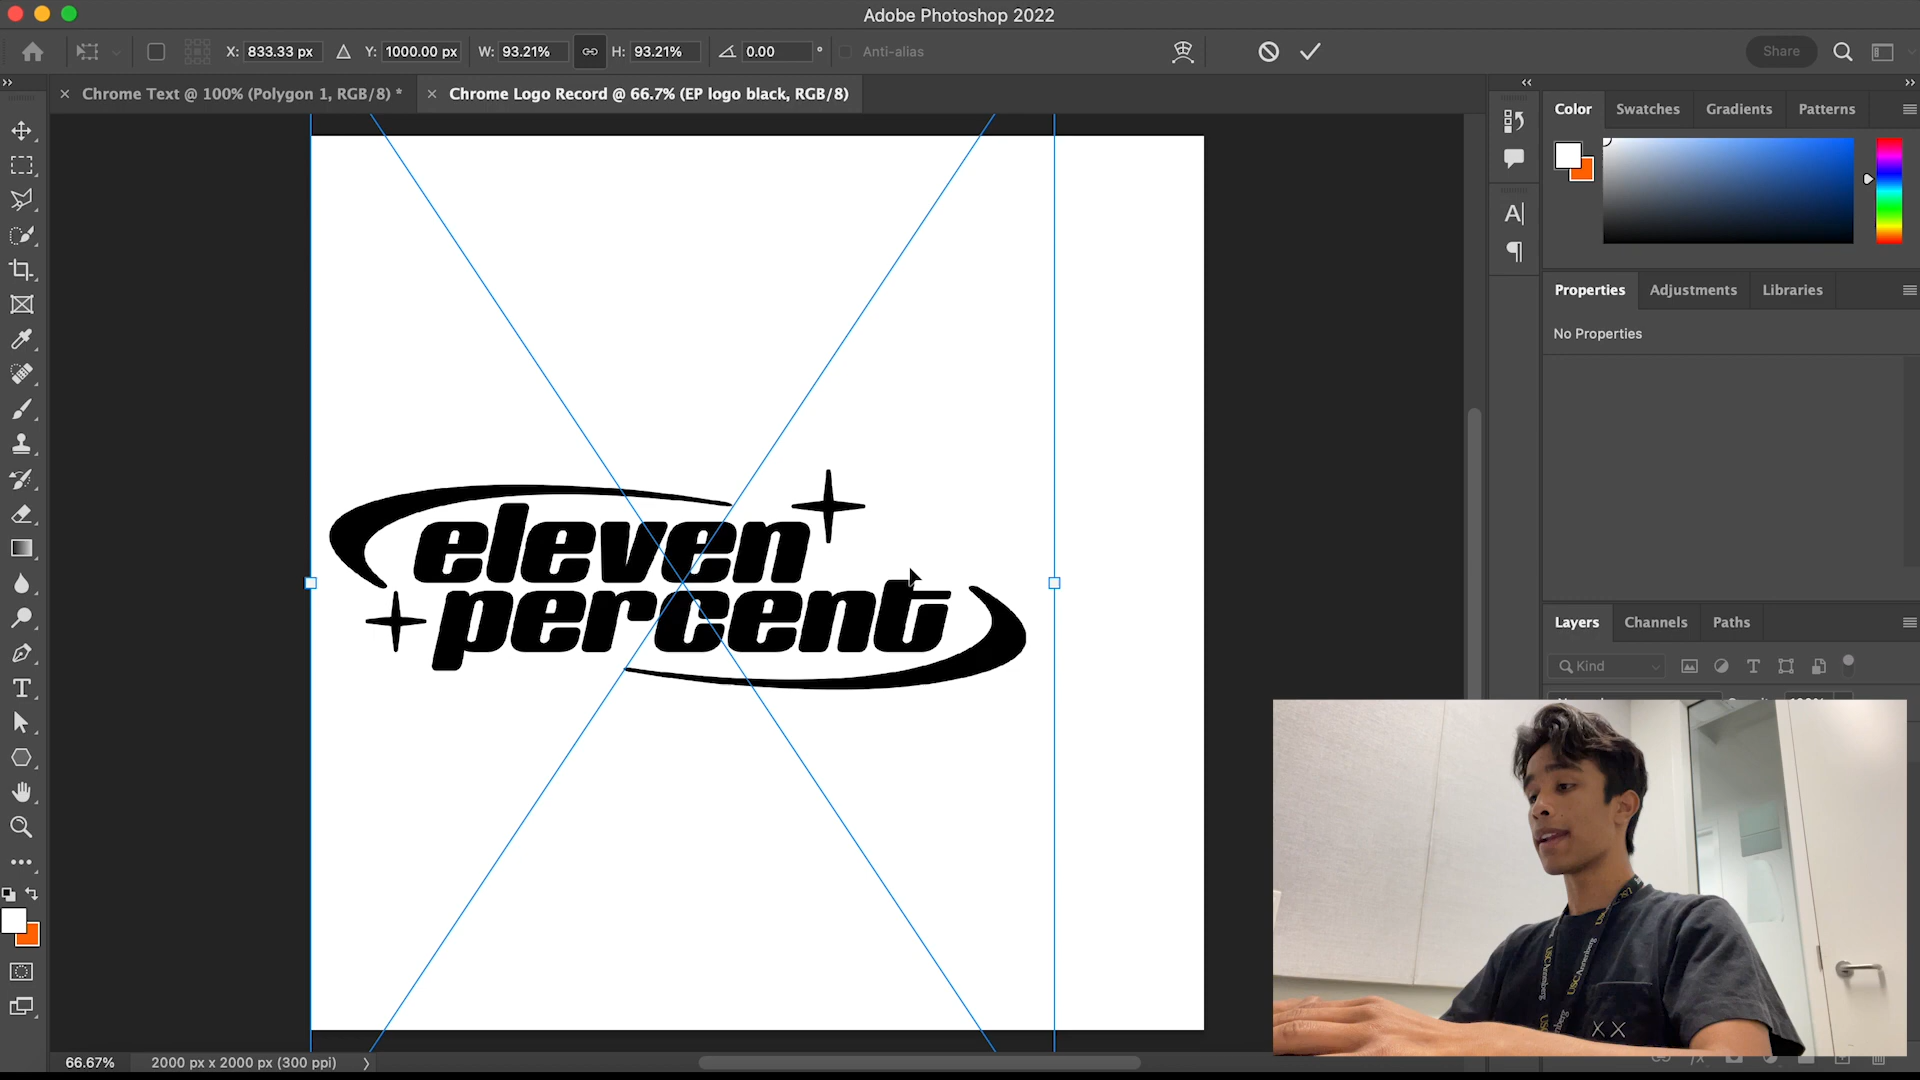 Adobe Photoshop 2022
X: 833.33 px Y: 1000.00 px W: 93.21% H: 93.21% 0.00 ° Anti-alias Share
Chrome Text @ 100% (Polygon 1, RGB/8) * Chrome Logo Record @ 66.7% (EP logo black, RGB/8)
Color Swatches Gradients Patterns
Properties Adjustments Libraries
No Properties
eleven
percent
Layers Channels Paths
Kind
USCAnnenberg
66.67% 2000 px x 2000 px (300 ppi)